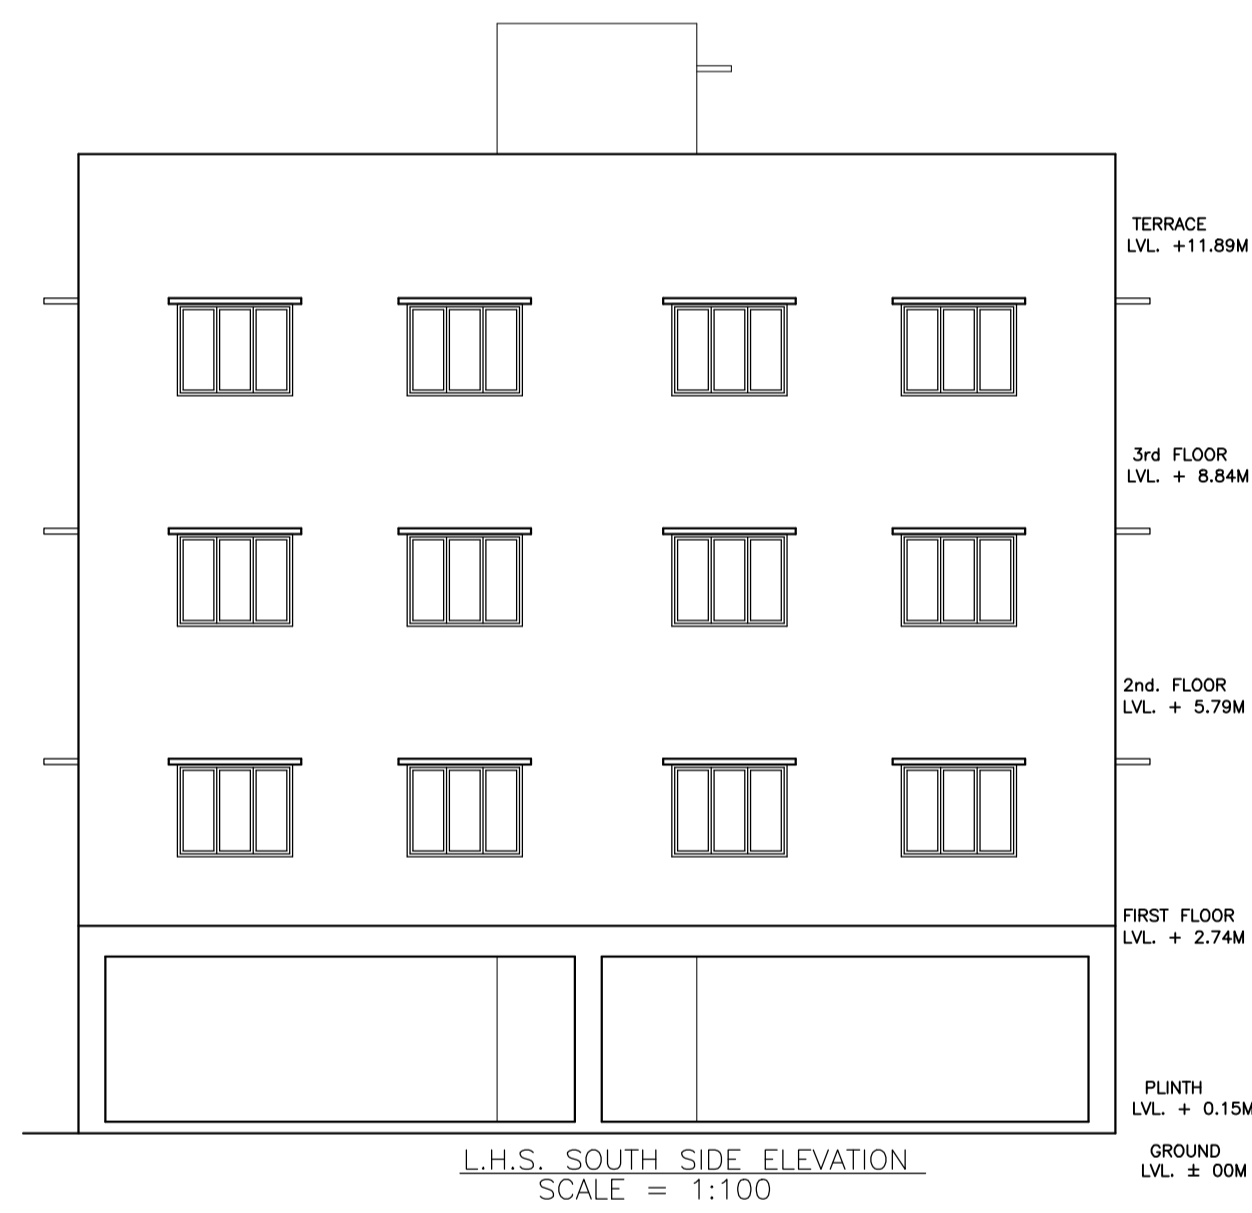 TERRACE
LVL. +11.89M
3rd FLOOR
LVL. + 8.84M
2nd. FLOOR
LVL. + 5.79M
FIRST FLOOR
LVL. + 2.74M
PLINTH
LVL. + 0.15M
GROUND
LVL. ± 00M
L.H.S. SOUTH SIDE ELEVATION
SCALE = 1:100